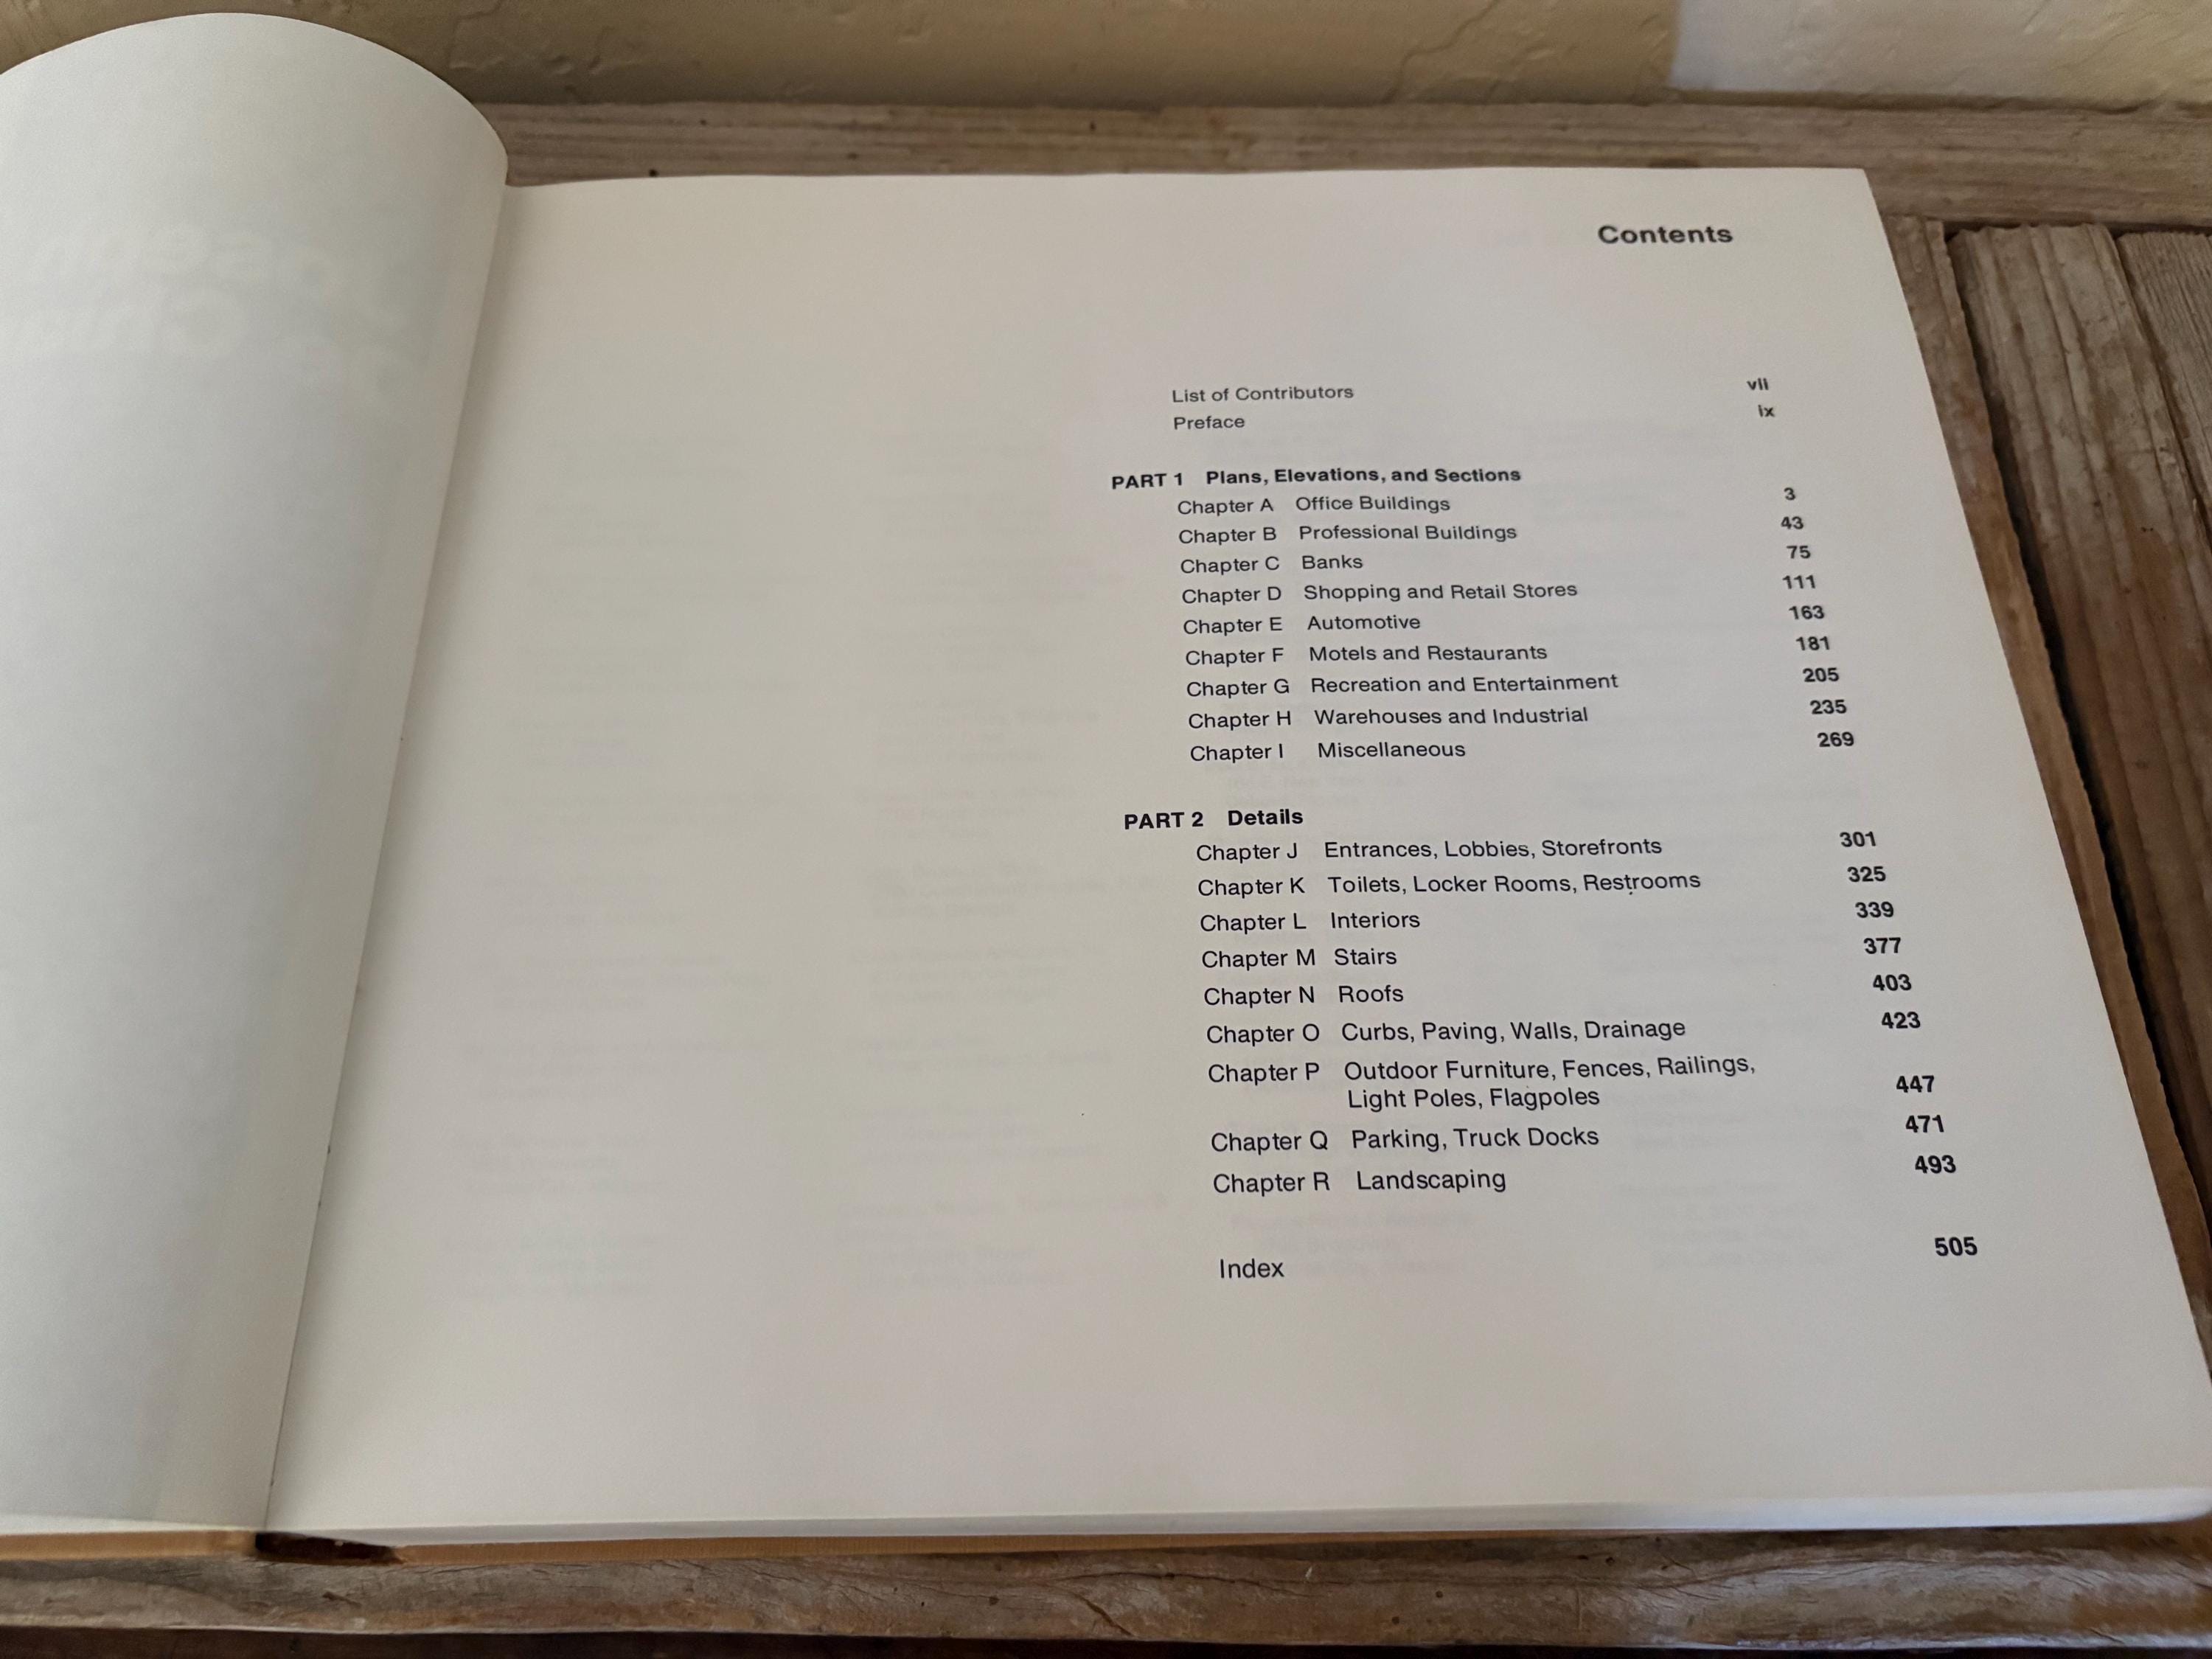 Contents
List of Contributors vii
Preface ix
PART 1 Plans, Elevations, and Sections
Chapter A Office Buildings 3
Chapter B Professional Buildings 43
Chapter C Banks 75
Chapter D Shopping and Retail Stores 111
Chapter E Automotive 163
Chapter F Motels and Restaurants 181
Chapter G Recreation and Entertainment 205
Chapter H Warehouses and Industrial 235
Chapter I Miscellaneous 269
PART 2 Details
Chapter J Entrances, Lobbies, Storefronts 301
Chapter K Toilets, Locker Rooms, Restrooms 325
Chapter L Interiors 339
Chapter M Stairs 377
Chapter N Roofs 403
Chapter O Curbs, Paving, Walls, Drainage 423
Chapter P Outdoor Furniture, Fences, Railings,
Light Poles, Flagpoles 447
Chapter Q Parking, Truck Docks 471
Chapter R Landscaping 493
Index 505